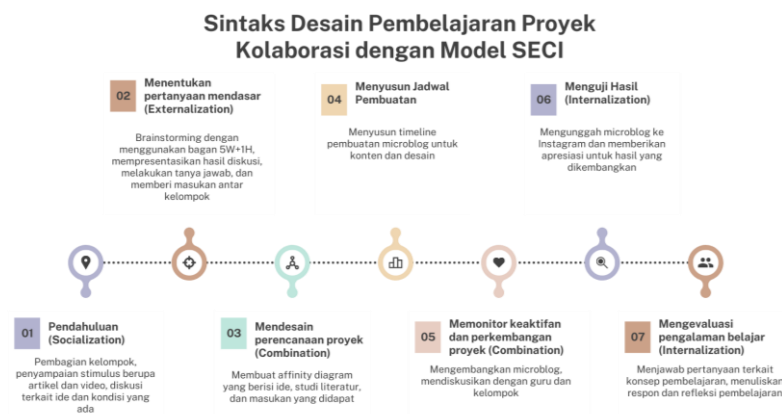 Sintaks Desain Pembelajaran Proyek
Kolaborasi dengan Model SECI
02
Menentukan
pertanyaan mendasar
(Externalization)
Brainstorming dengan
menggunakan bagan 5W+1H,
mempresentasikan hasil diskusi,
melakukan tanya jawab, dan
memberi masukan antar
kelompok
04
Menyusun Jadwal
Pembuatan
Menyusun timeline
pembuatan microblog untuk
konten dan desain
06
Menguji Hasil
(Internalization)
Mengunggah microblog ke
Instagram dan memberikan
apresiasi untuk hasil yang
dikembangkan
01
Pendahuluan
(Socialization)
Pembagian kelompok,
penyampaian stimulus berupa
artikel dan video, diskusi
terkait ide dan kondisi yang
ada
03
Mendesain
perencanaan proyek
(Combination)
Membuat affinity diagram
yang berisi ide, studi literatur,
dan masukan yang didapat
05
Memonitor keaktifan
dan perkembangan
proyek (Combination)
Mengembangkan microblog,
mendiskusikan dengan guru dan
kelompok
07
Mengevaluasi
pengalaman belajar
(Internalization)
Menjawab pertanyaan terkait
konsep pembelajaran, menuliskan
respon dan refleksi pembelajaran